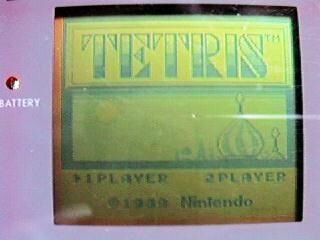 TETRIS™
BATTERY
1PLAYER 2PLAYER
©1989 Nintendo